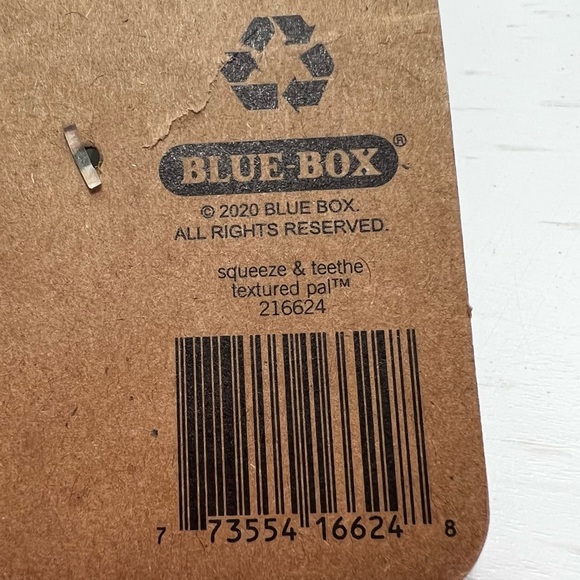 BLUE-BOX®
© 2020 BLUE BOX.
ALL RIGHTS RESERVED.
squeeze & teethe
textured pal™
216624
7 73554 16624 8